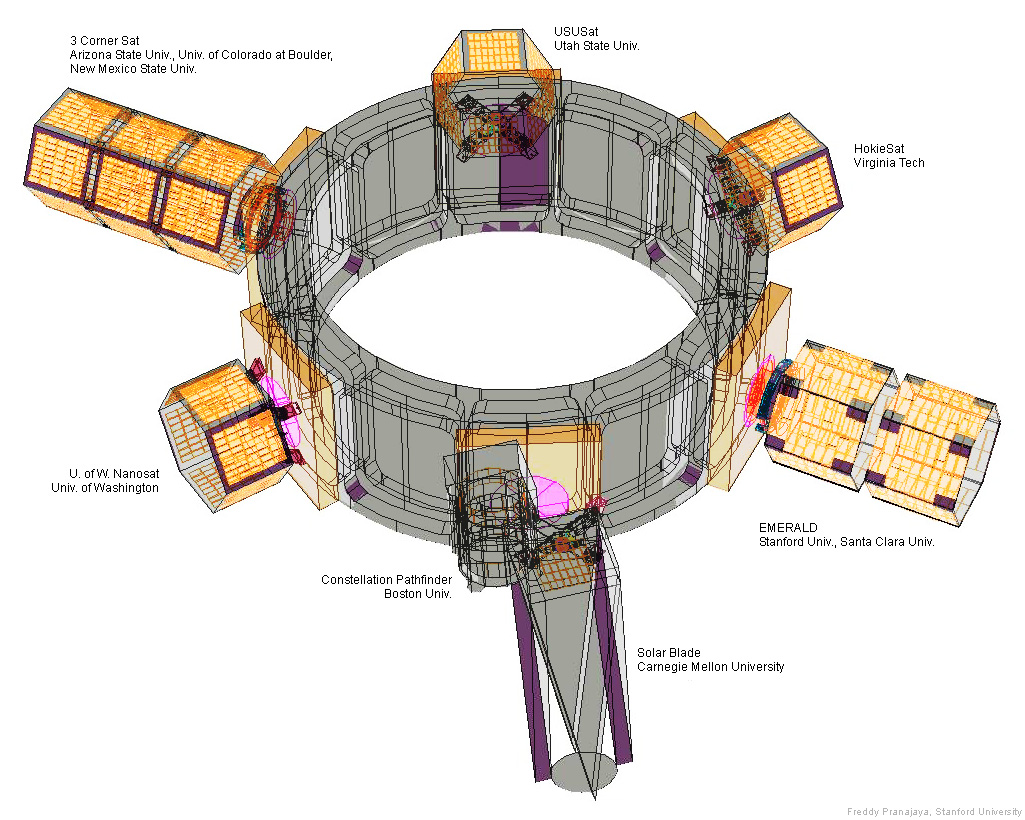 USUSat
Utah State Univ.
3 Corner Sat
Arizona State Univ., Univ. of Colorado at Boulder,
New Mexico State Univ.
HokieSat
Virginia Tech
U. of W. Nanosat
Univ. of Washington
EMERALD
Stanford Univ., Santa Clara Univ.
Constellation Pathfinder
Boston Univ.
Solar Blade
Carnegie Mellon University
Freddy Pranajaya, Stanford University